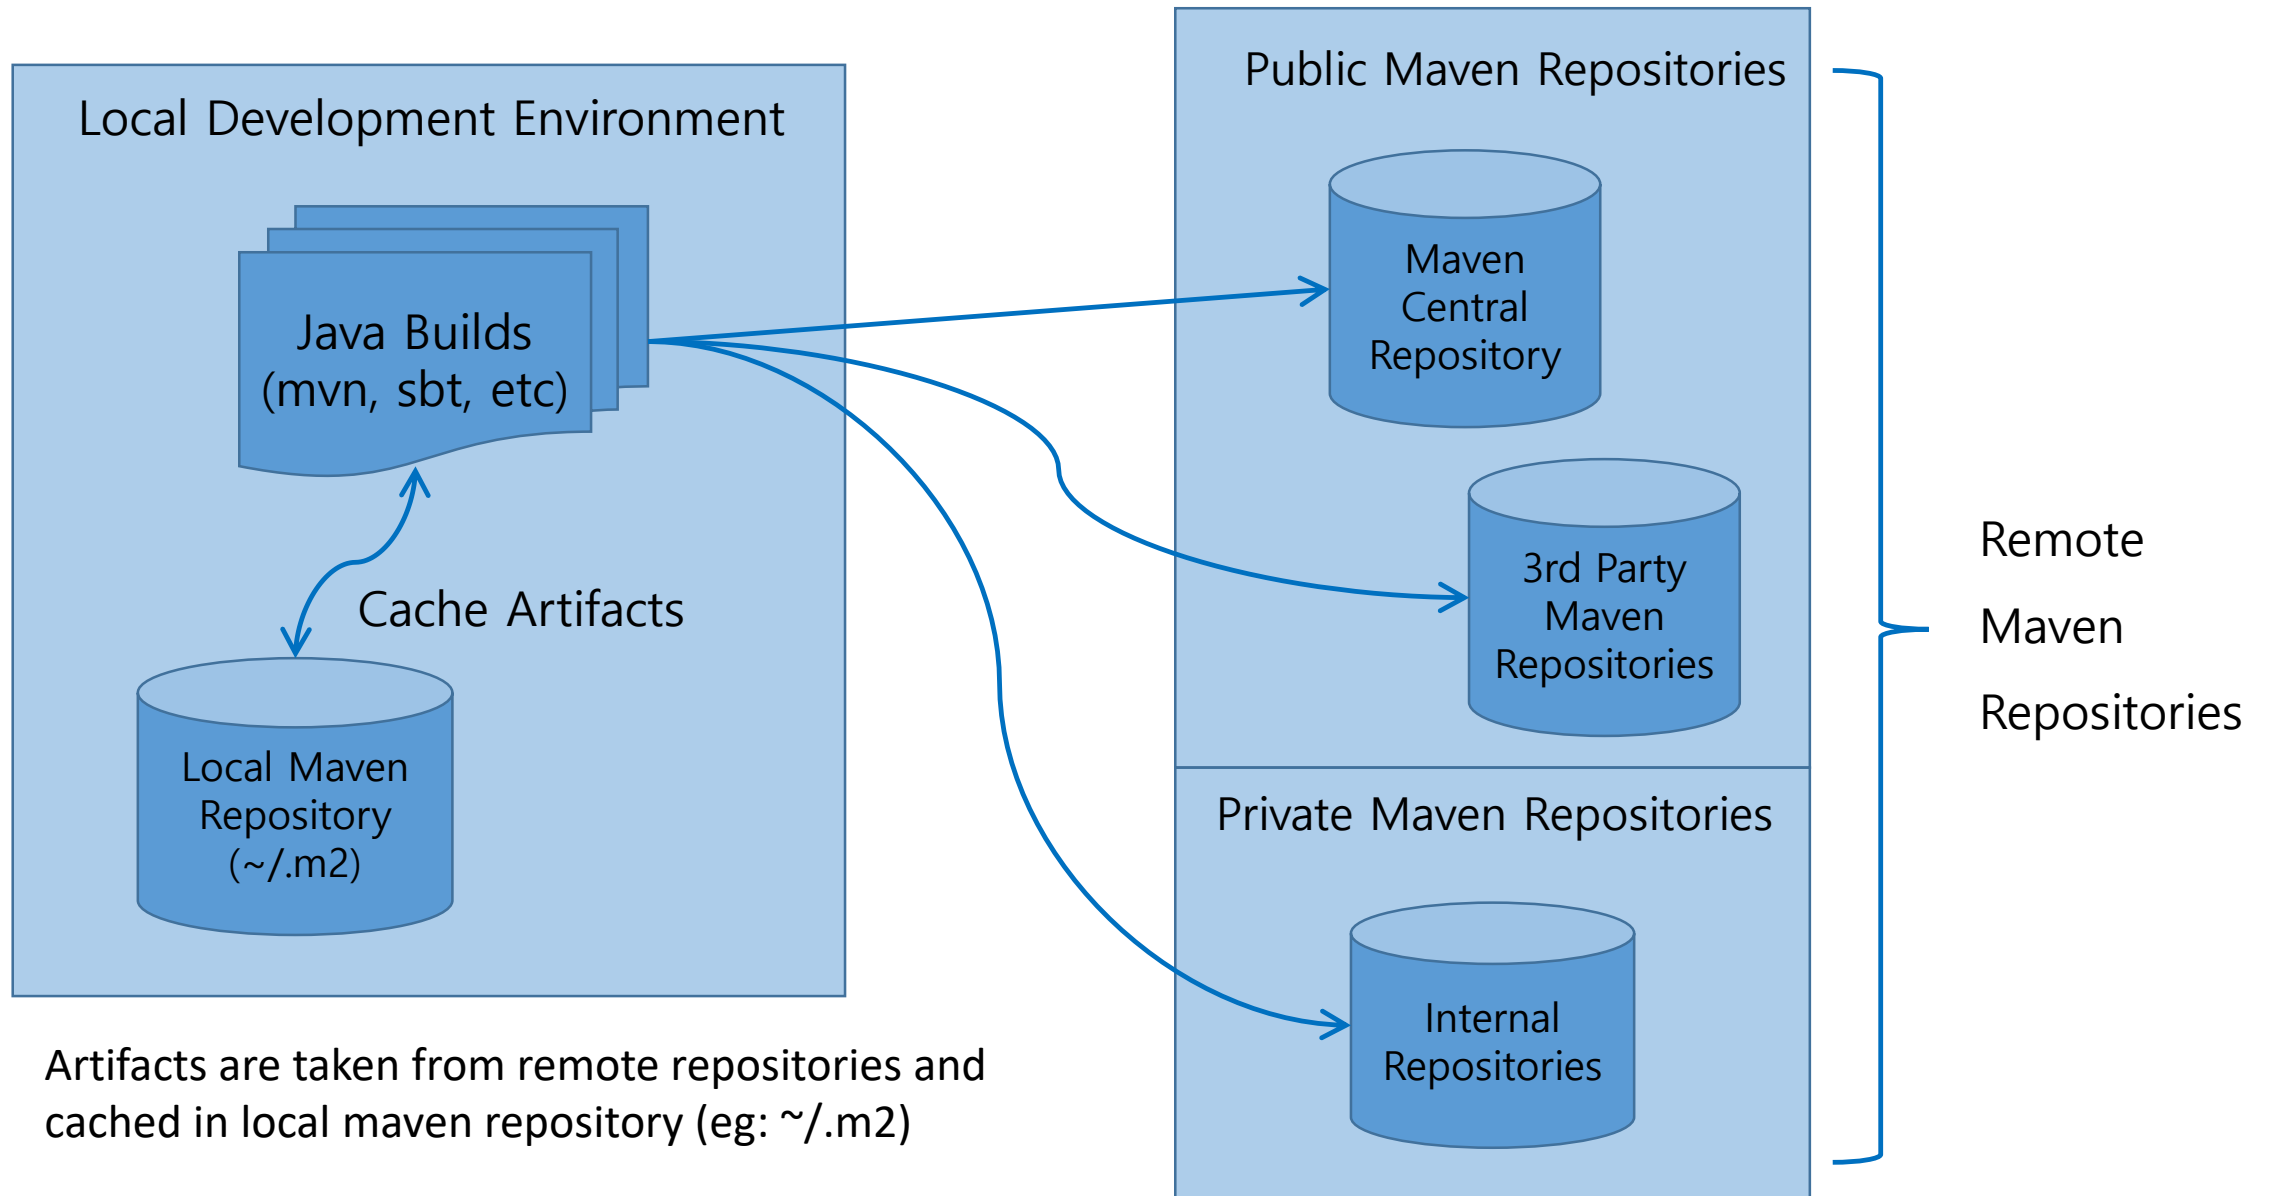 Local Development Environment
Java Builds
(mvn, sbt, etc)
Cache Artifacts
Local Maven
Repository
(~/.m2)
Artifacts are taken from remote repositories and
cached in local maven repository (eg: ~/.m2)
Public Maven Repositories
Maven
Central
Repository
3rd Party
Maven
Repositories
Private Maven Repositories
Internal
Repositories
Remote
Maven
Repositories